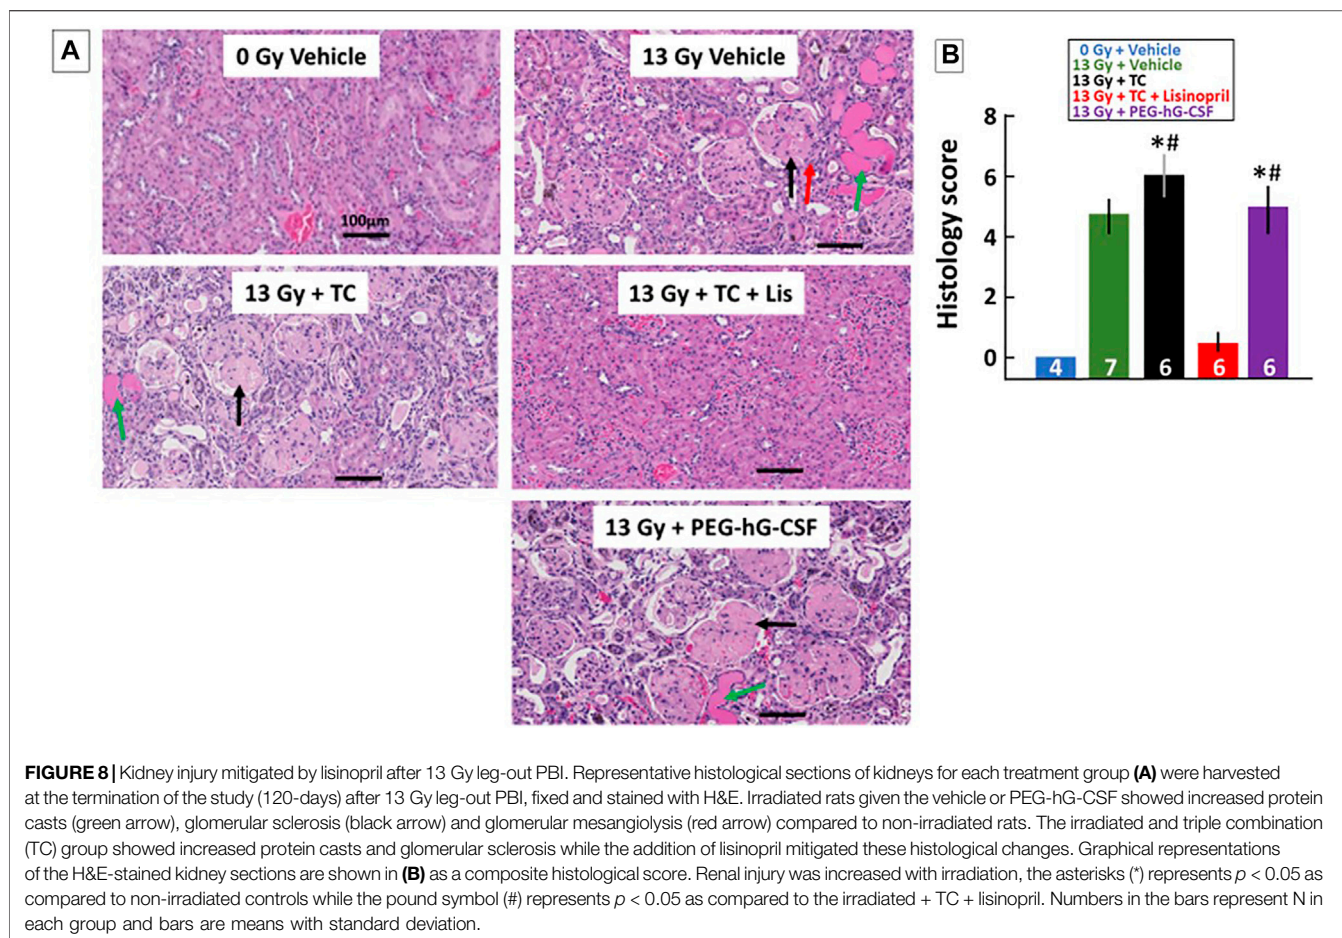 A
0 Gy Vehicle
100µm
13 Gy Vehicle
13 Gy + TC
13 Gy + TC + Lis
13 Gy + PEG-hG-CSF
B
0 Gy + Vehicle
13 Gy + Vehicle
13 Gy + TC
13 Gy + TC + Lisinopril
13 Gy + PEG-hG-CSF
Histology score
8
6
4
2
0
*#
*#
4
7
6
6
6
FIGURE 8 | Kidney injury mitigated by lisinopril after 13 Gy leg-out PBI. Representative histological sections of kidneys for each treatment group (A) were harvested
at the termination of the study (120-days) after 13 Gy leg-out PBI, fixed and stained with H&E. Irradiated rats given the vehicle or PEG-hG-CSF showed increased protein
casts (green arrow), glomerular sclerosis (black arrow) and glomerular mesangiolysis (red arrow) compared to non-irradiated rats. The irradiated and triple combination
(TC) group showed increased protein casts and glomerular sclerosis while the addition of lisinopril mitigated these histological changes. Graphical representations
of the H&E-stained kidney sections are shown in (B) as a composite histological score. Renal injury was increased with irradiation, the asterisks (*) represents p < 0.05 as
compared to non-irradiated controls while the pound symbol (#) represents p < 0.05 as compared to the irradiated + TC + lisinopril. Numbers in the bars represent N in
each group and bars are means with standard deviation.